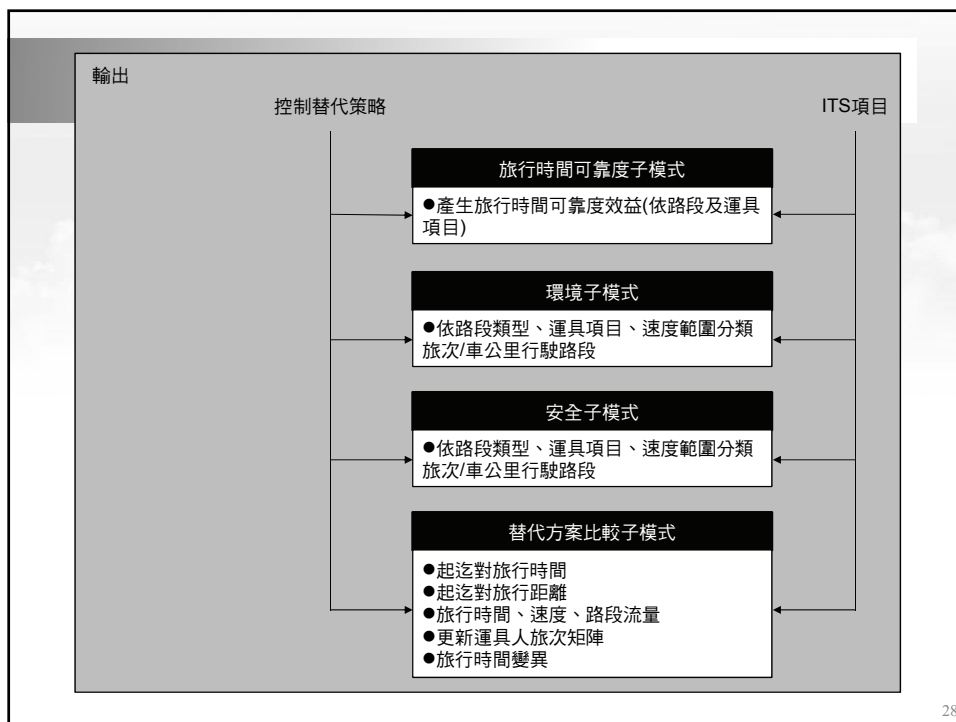 輸出
控制替代策略
ITS項目
旅行時間可靠度子模式
●產生旅行時間可靠度效益(依路段及運具
項目)
環境子模式
●依路段類型、運具項目、速度範圍分類
旅次/車公里行駛路段
安全子模式
●依路段類型、運具項目、速度範圍分類
旅次/車公里行駛路段
替代方案比較子模式
●起迄對旅行時間
●起迄對旅行距離
●旅行時間、速度、路段流量
●更新運具人旅次矩陣
●旅行時間變異
28